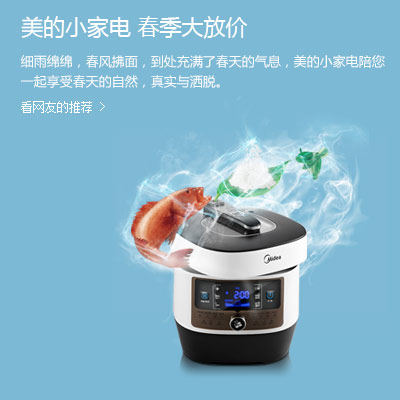 美的小家电 春季大放价
细雨绵绵，春风拂面，到处充满了春天的气息，美的小家电陪您
一起享受春天的自然，真实与洒脱。
看网友的推荐 >
Midea
2:00